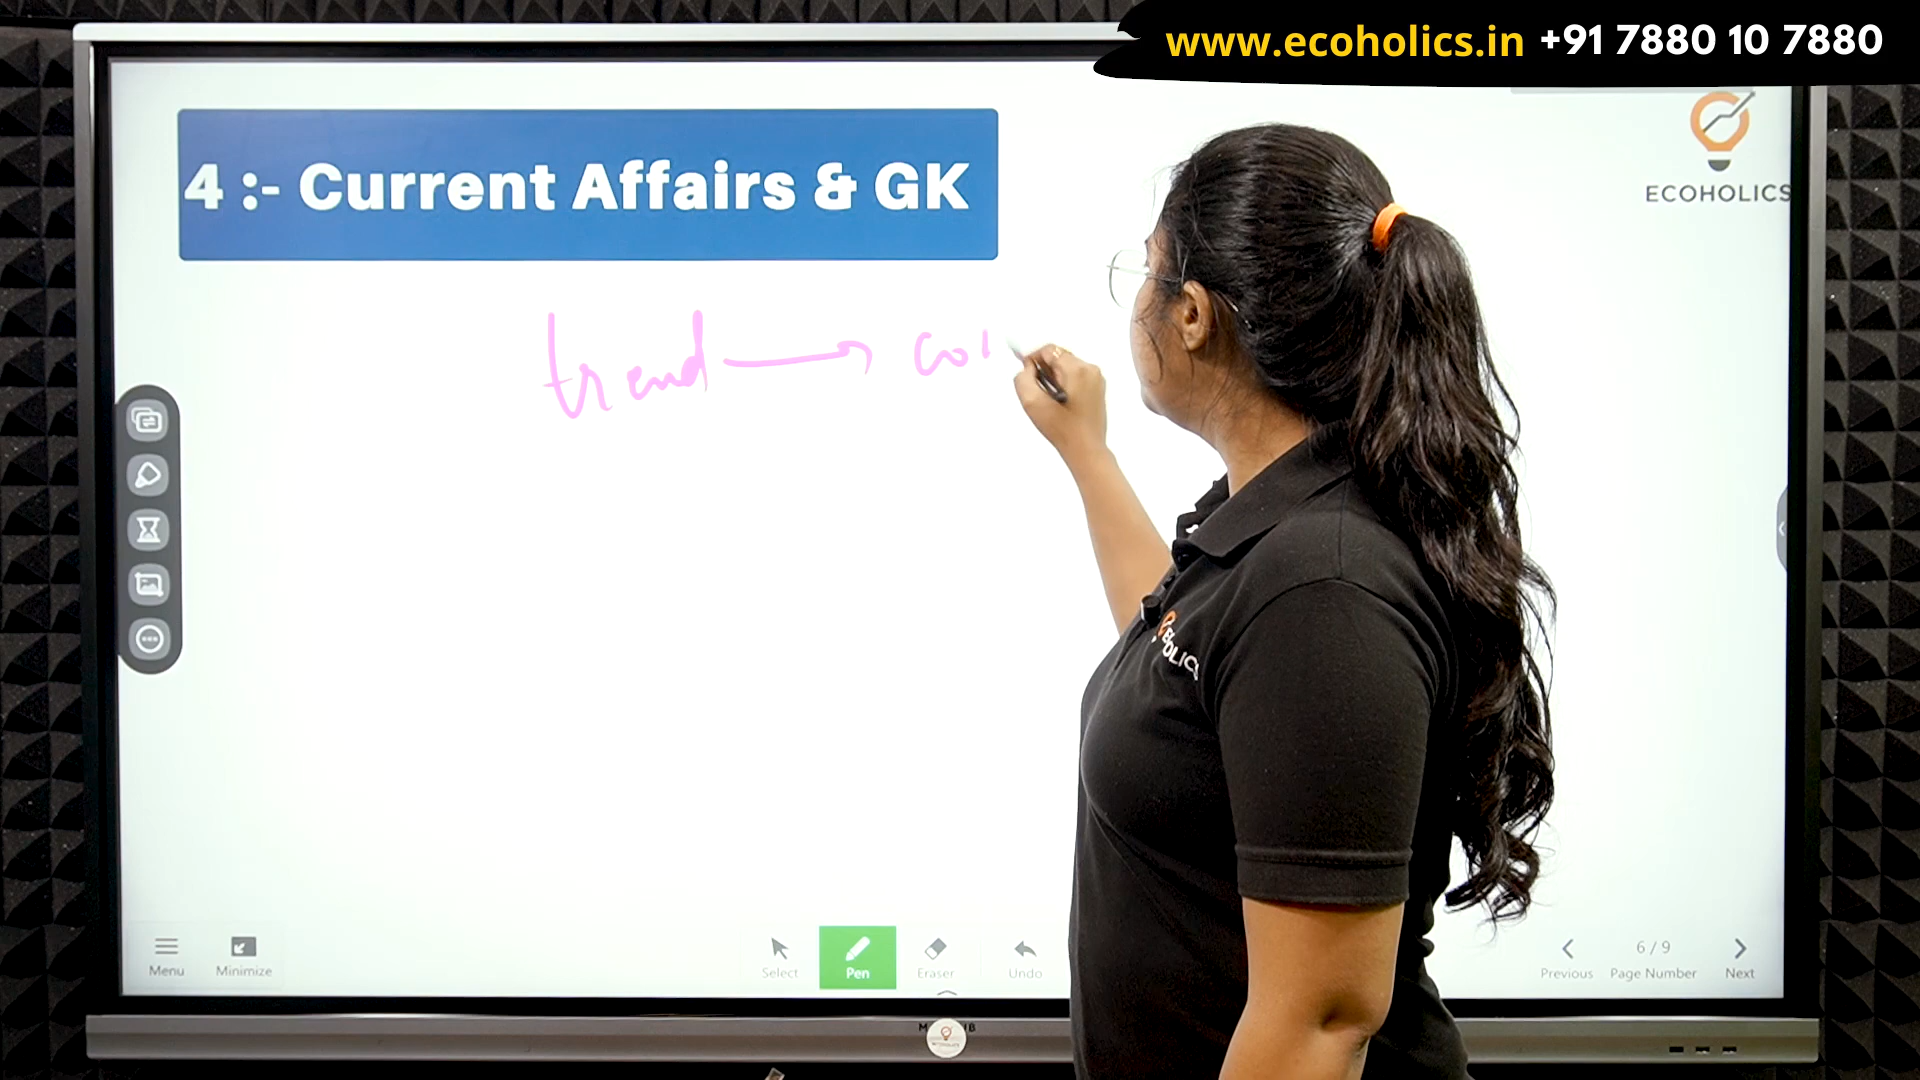 www.ecoholics.in +91 7880 10 7880
4 :- Current Affairs & GK
ECOHOLICS
trend
Menu
Minimize
Select
Pen
Eraser
Undo
Previous
6 / 9
Page Number
Next